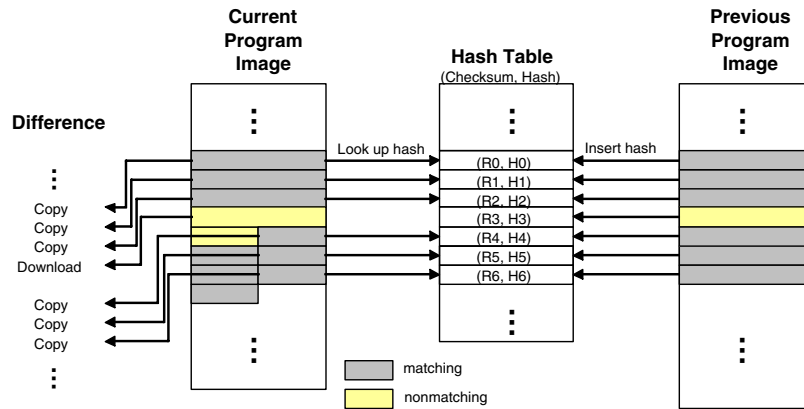 Current
Program
Image
Previous
Program
Image
Hash Table
(Checksum, Hash)
Difference
Look up hash
Insert hash
(R0, H0)
(R1, H1)
(R2, H2)
(R3, H3)
(R4, H4)
(R5, H5)
(R6, H6)
Copy
Copy
Copy
Download
Copy
Copy
Copy
matching
nonmatching